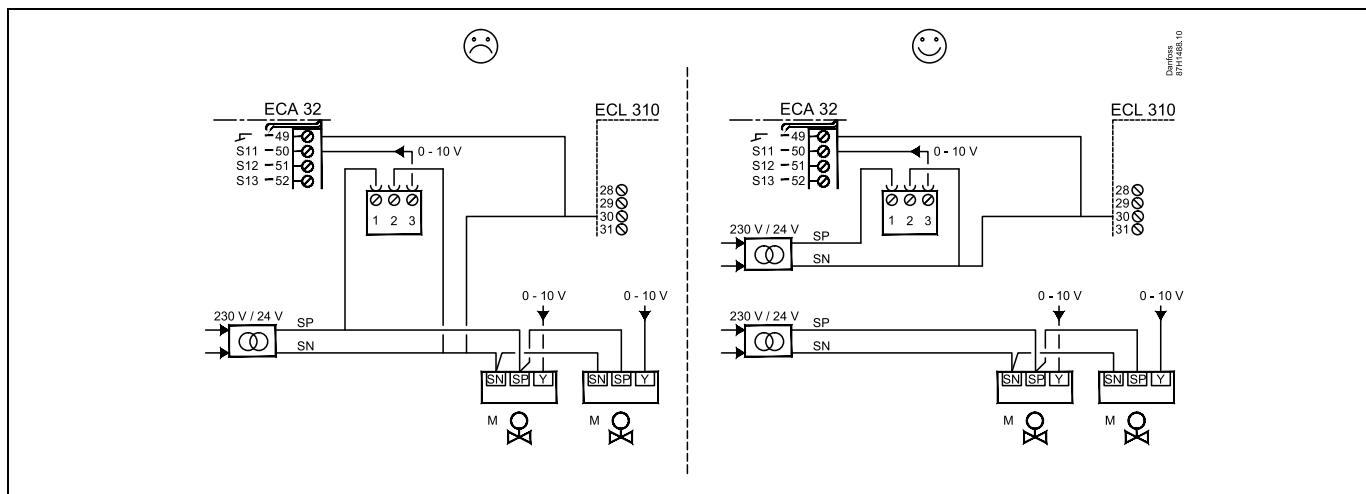 Danfoss
87H1488.10
ECA 32
ECL 310
49
S11 50
S12 51
S13 52
0 - 10 V
1 2 3
28
29
30
31
230 V / 24 V
SP
SN
0 - 10 V
0 - 10 V
SN SP Y
SN SP Y
M
M
ECA 32
ECL 310
49
S11 50
S12 51
S13 52
0 - 10 V
1 2 3
28
29
30
31
230 V / 24 V
SP
SN
230 V / 24 V
SP
SN
0 - 10 V
0 - 10 V
SN SP Y
SN SP Y
M
M